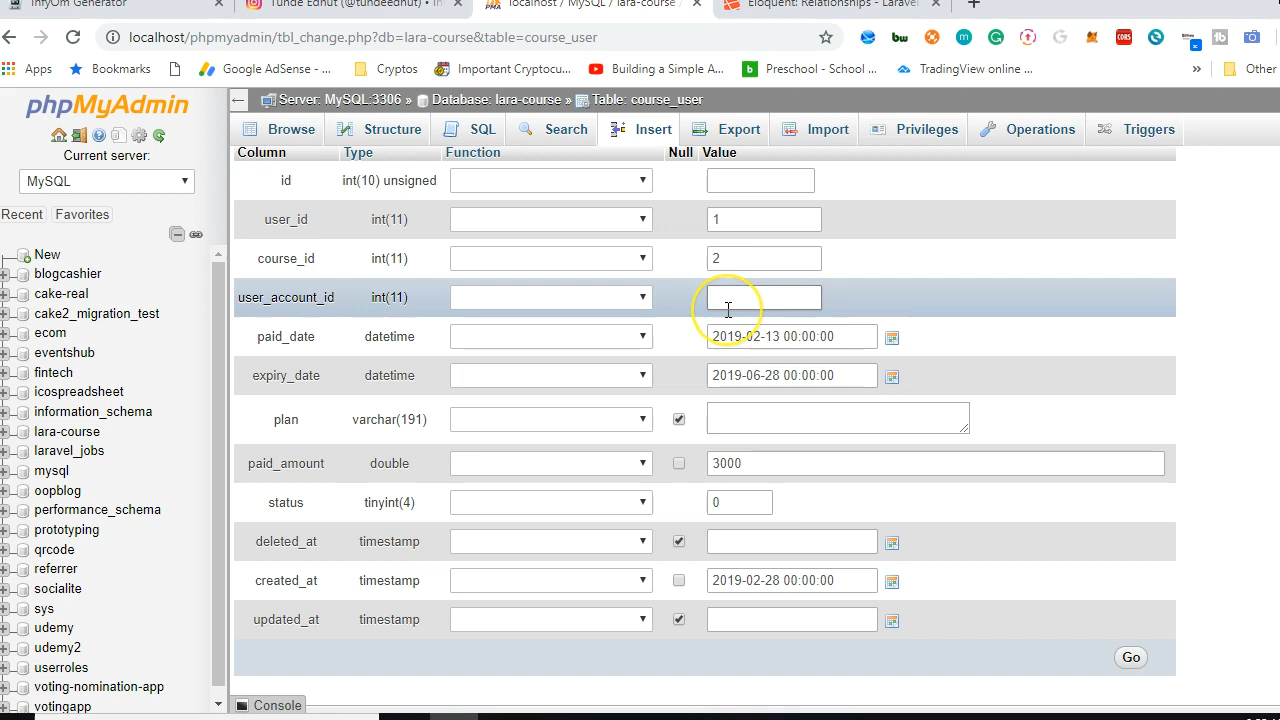 InfyOm Generator
Tunde Ednut (@tundeednut) • In
localhost / MySQL / lara-course
Eloquent: Relationships - Laravel
localhost/phpmyadmin/tbl_change.php?db=lara-course&table=course_user
Apps
Bookmarks
Google AdSense - ...
Cryptos
Important Cryptocu...
Building a Simple A...
Preschool - School ...
TradingView online ...
»
Other
phpMyAdmin
Current server:
MySQL
Recent
Favorites
New
blogcashier
cake-real
cake2_migration_test
ecom
eventshub
fintech
icospreadsheet
information_schema
lara-course
laravel_jobs
mysql
oopblog
performance_schema
prototyping
qrcode
referrer
socialite
sys
udemy
udemy2
userroles
voting-nomination-app
votingapp
Server: MySQL:3306 » Database: lara-course » Table: course_user
Browse
Structure
SQL
Search
Insert
Export
Import
Privileges
Operations
Triggers
Column Type Function Null Value
id int(10) unsigned
user_id int(11) 1
course_id int(11) 2
user_account_id int(11)
paid_date datetime 2019-02-13 00:00:00
expiry_date datetime 2019-06-28 00:00:00
plan varchar(191)
paid_amount double 3000
status tinyint(4) 0
deleted_at timestamp
created_at timestamp 2019-02-28 00:00:00
updated_at timestamp
Go
Console